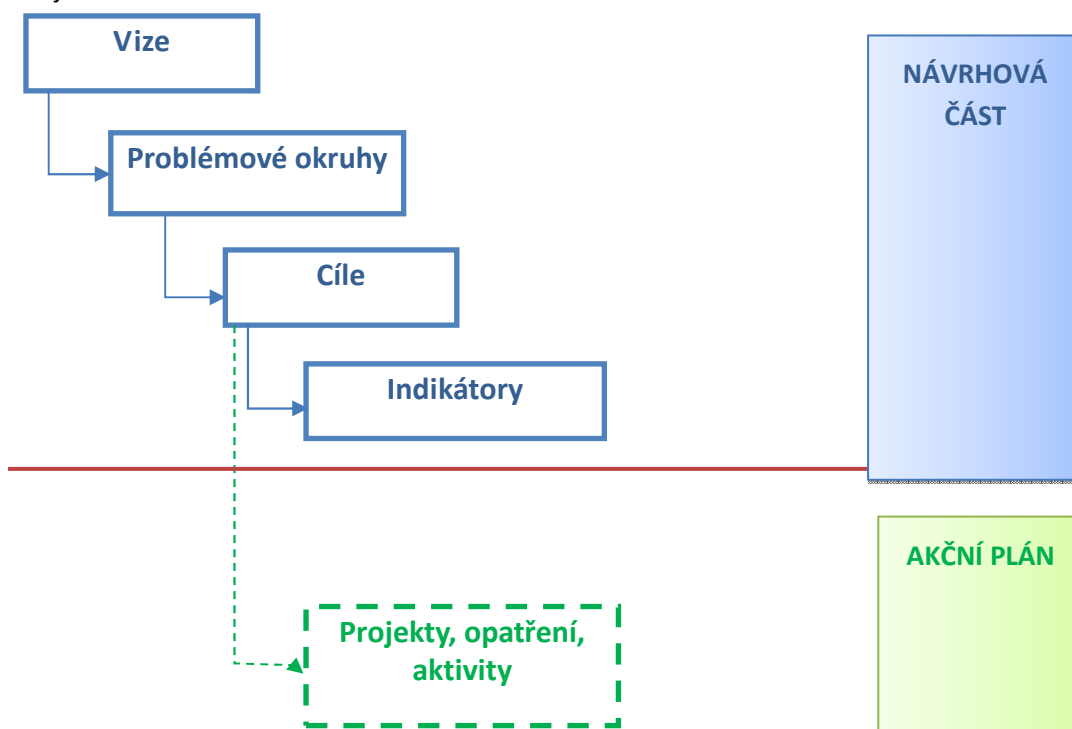 Vize
NÁVRHOVÁ
ČÁST
Problémové okruhy
Cíle
Indikátory
AKČNÍ PLÁN
Projekty, opatření,
aktivity